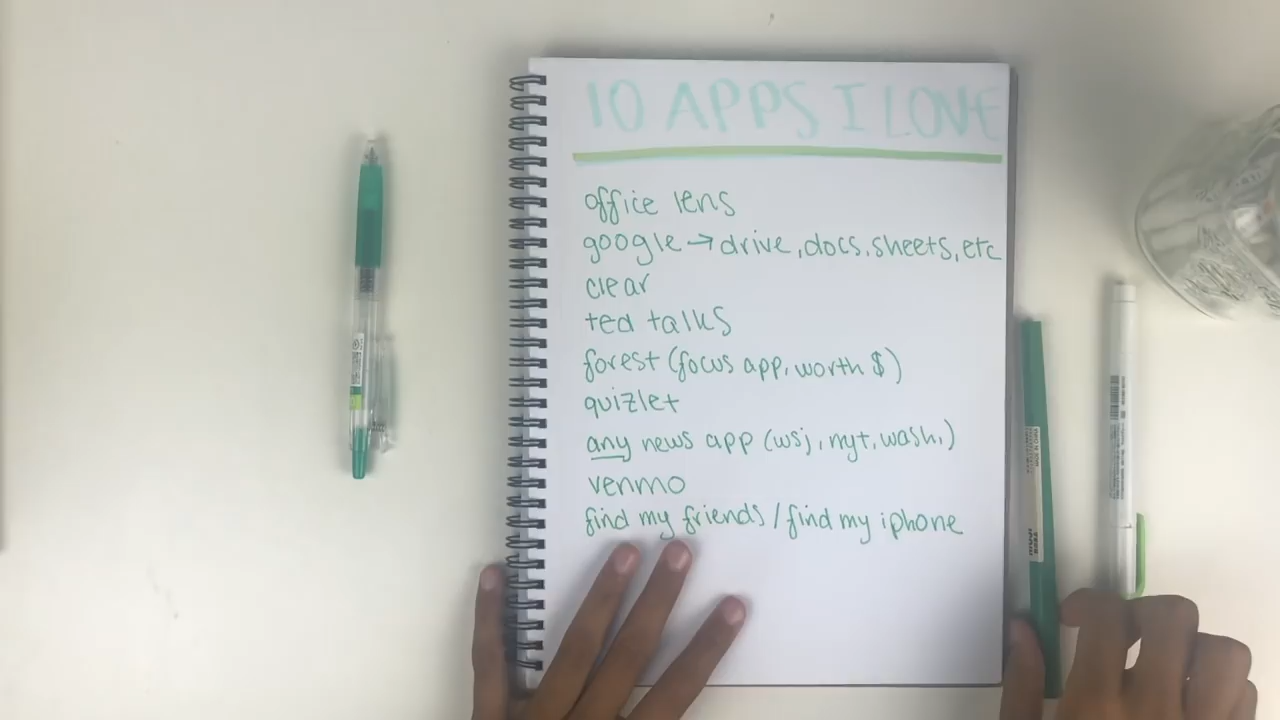 10 APPS I LOVE
office lens
google → drive, docs, sheets, etc
clear
ted talks
forest (focus app, worth $)
quizlet
any news app (wsj, nyt, wash.)
venmo
find my friends / find my iphone